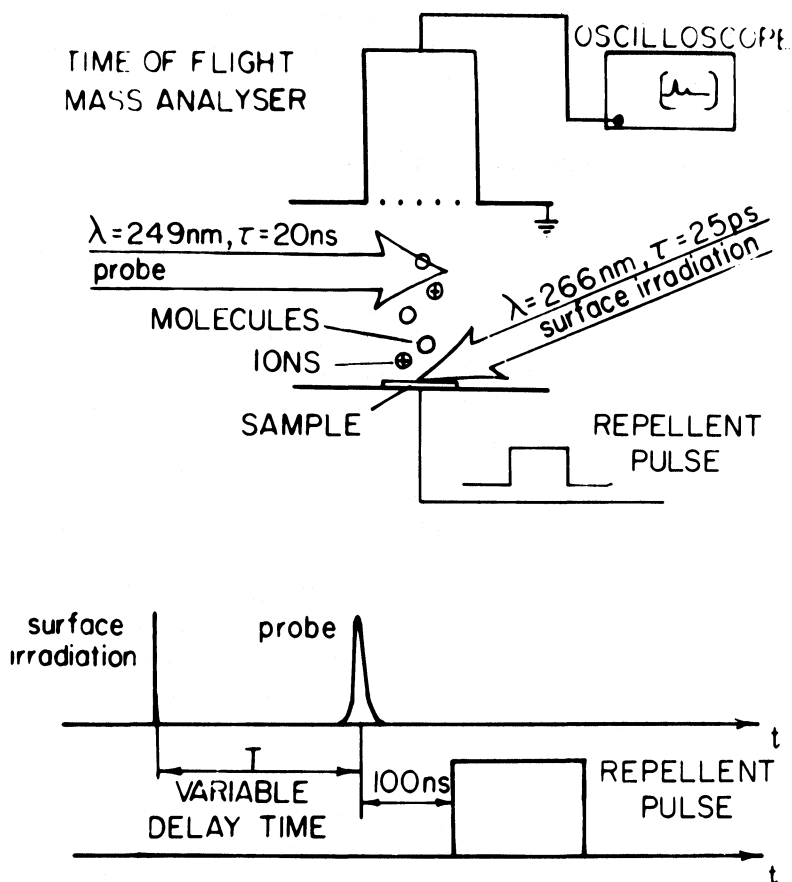 TIME OF FLIGHT
MASS ANALYSER
OSCILLOSCOPE
λ=249nm, τ=20ns
probe
λ=266nm, τ=25ps
surface irradiation
MOLECULES
IONS
SAMPLE
REPELLENT
PULSE
surface
irradiation
probe
t
T
VARIABLE
DELAY TIME
100ns
REPELLENT
PULSE
t